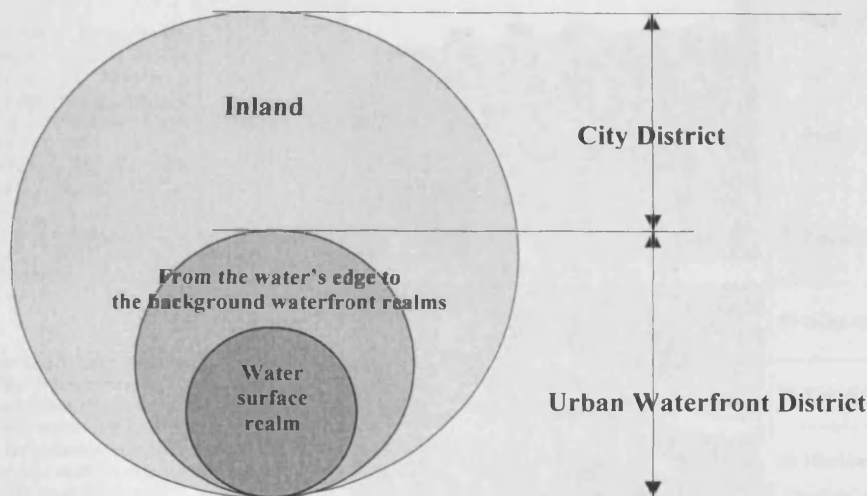 Inland
City District
From the water's edge to
the background waterfront realms
Water
surface
realm
Urban Waterfront District